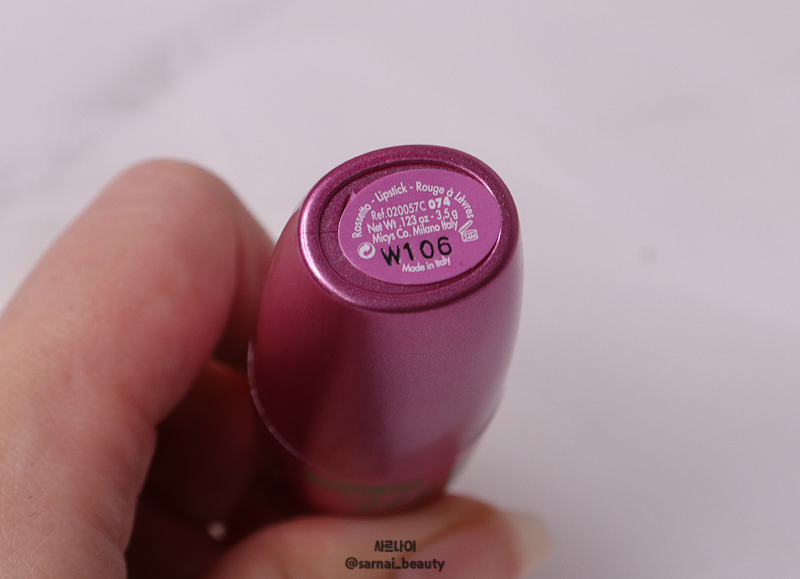 Rossetto - Lipstick - Rouge à Lèvres
Ref.020057C 074
Net Wt .123 oz - 3,5 g
Micys Co. Milano Italy
24M
W106
Made in Italy
사르나이
@sarnai_beauty